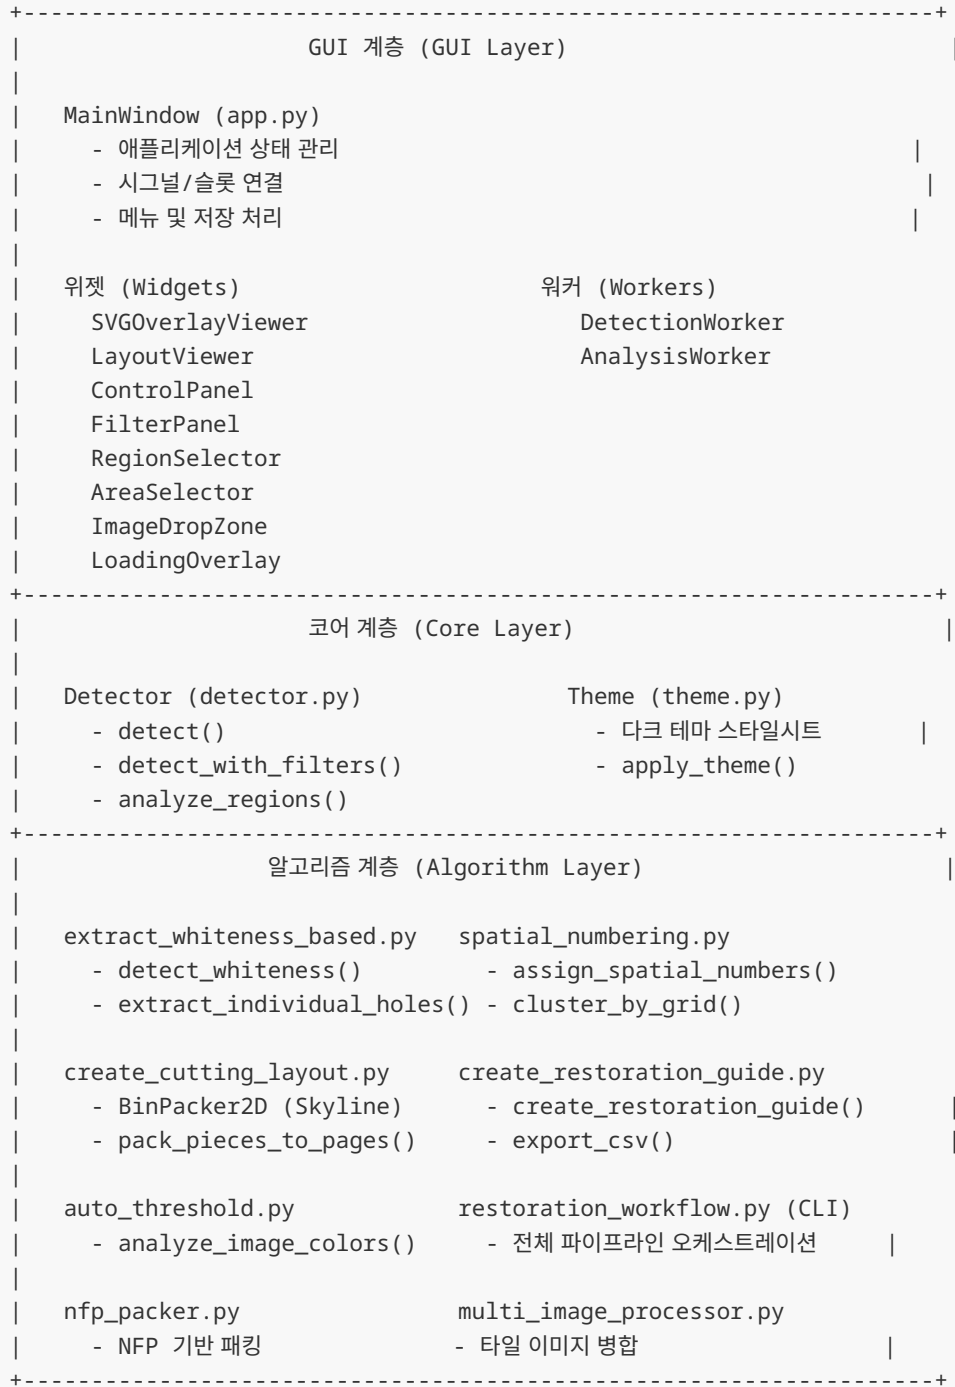 +-------------------------------------------------------------------+
|                     GUI 계층 (GUI Layer)                            |
|
|   MainWindow (app.py)
|     - 애플리케이션 상태 관리                                          |
|     - 시그널/슬롯 연결                                               |
|     - 메뉴 및 저장 처리                                              |
|
|   위젯 (Widgets)                      워커 (Workers)
|     SVGOverlayViewer                    DetectionWorker
|     LayoutViewer                        AnalysisWorker
|     ControlPanel
|     FilterPanel
|     RegionSelector
|     AreaSelector
|     ImageDropZone
|     LoadingOverlay
+-------------------------------------------------------------------+
|                     코어 계층 (Core Layer)                           |
|
|   Detector (detector.py)               Theme (theme.py)
|     - detect()                           - 다크 테마 스타일시트       |
|     - detect_with_filters()              - apply_theme()
|     - analyze_regions()
+-------------------------------------------------------------------+
|                  알고리즘 계층 (Algorithm Layer)                      |
|
|   extract_whiteness_based.py   spatial_numbering.py
|     - detect_whiteness()         - assign_spatial_numbers()
|     - extract_individual_holes() - cluster_by_grid()
|
|   create_cutting_layout.py     create_restoration_guide.py
|     - BinPacker2D (Skyline)      - create_restoration_guide()      |
|     - pack_pieces_to_pages()     - export_csv()                    |
|
|   auto_threshold.py            restoration_workflow.py (CLI)
|     - analyze_image_colors()     - 전체 파이프라인 오케스트레이션     |
|
|   nfp_packer.py                multi_image_processor.py
|     - NFP 기반 패킹              - 타일 이미지 병합                  |
+-------------------------------------------------------------------+